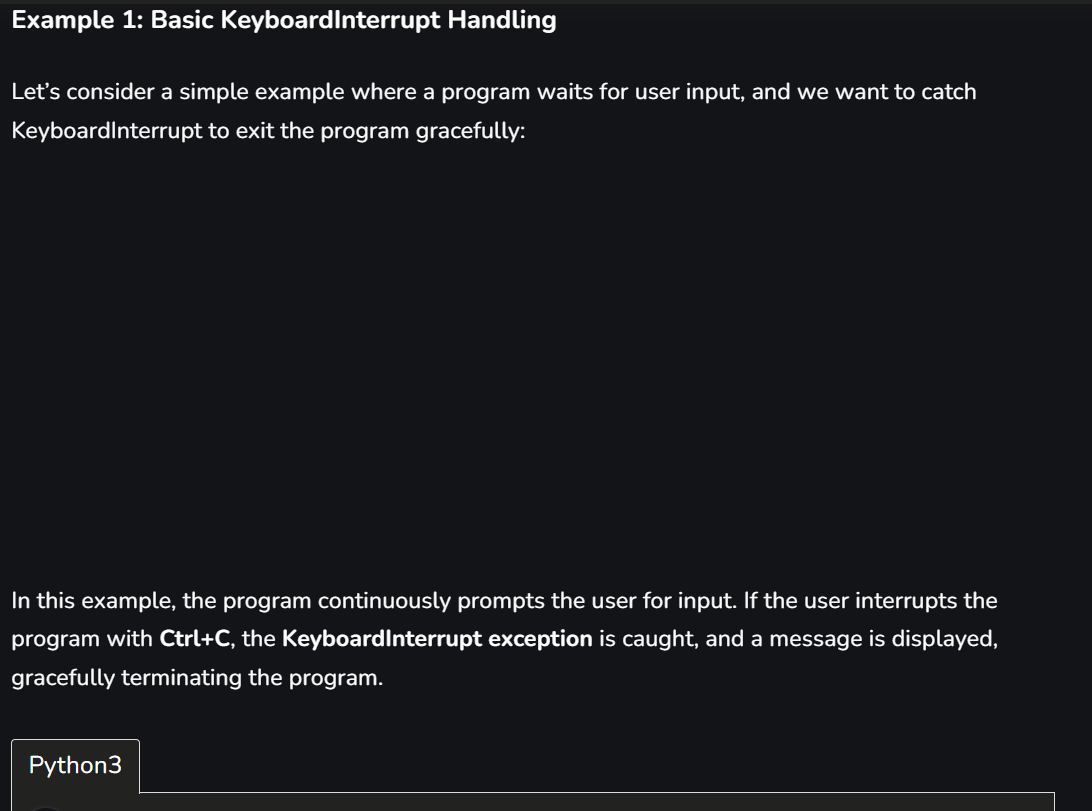 Example 1: Basic KeyboardInterrupt Handling
Let’s consider a simple example where a program waits for user input, and we want to catch
KeyboardInterrupt to exit the program gracefully:
In this example, the program continuously prompts the user for input. If the user interrupts the
program with Ctrl+C, the KeyboardInterrupt exception is caught, and a message is displayed,
gracefully terminating the program.
Python3